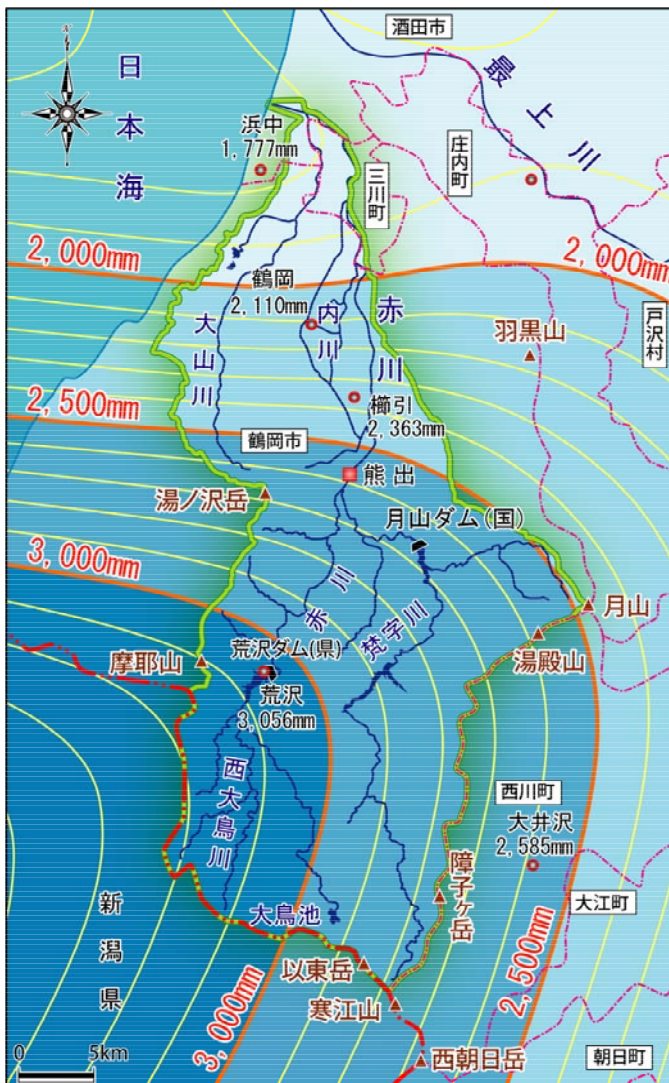 酒田市
日本海
最上川
浜中
1,777mm
庄内町
三川町
2,000mm
2,000mm
鶴岡
2,110mm
内川
赤川
大山川
戸沢村
羽黒山
櫛引
2,363mm
2,500mm
鶴岡市
熊出
湯ノ沢岳
月山ダム(国)
3,000mm
月山
赤川
梵字川
湯殿山
摩耶山
荒沢ダム(県)
荒沢
3,056mm
西大鳥川
西川町
大井沢
2,585mm
障子ヶ岳
大江町
新潟県
大鳥池
以東岳
2,500mm
寒江山
3,000mm
西朝日岳
朝日町
0 5km